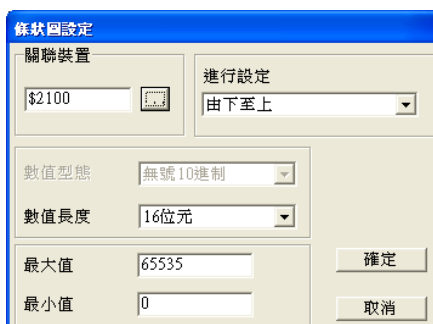 條狀圖設定
關聯裝置
$2100
...
進行設定
由下至上
數值型態
無號10進制
數值長度
16位元
最大值
65535
確定
最小值
0
取消